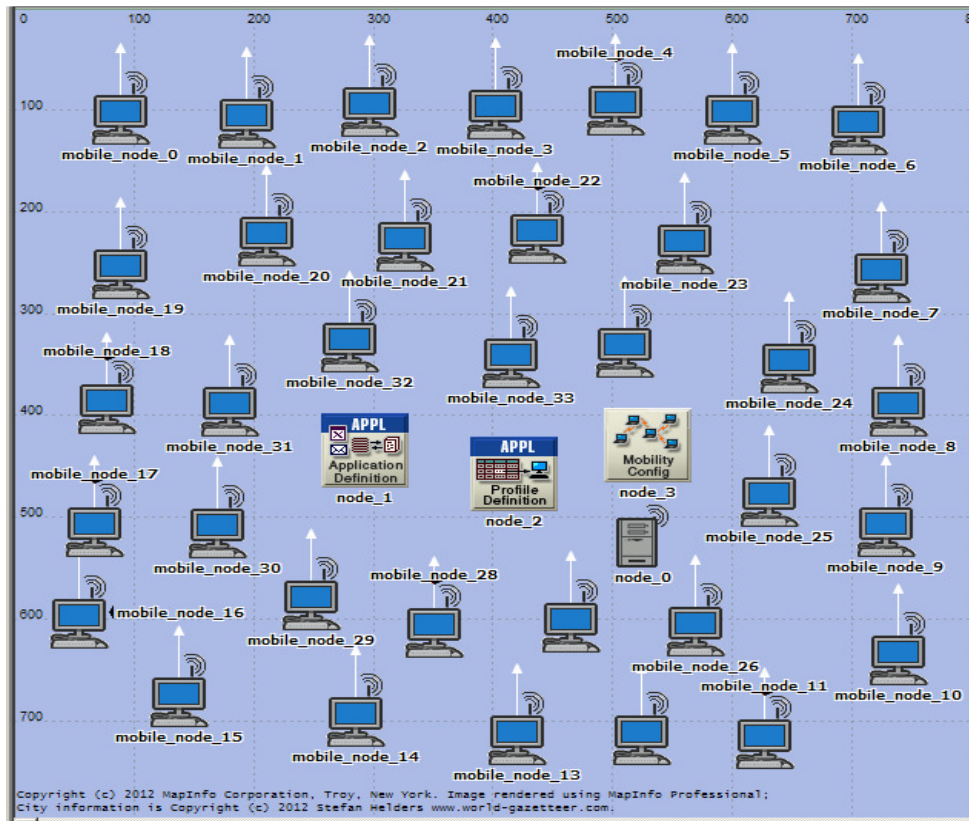 0 100 200 300 400 500 600 700 8
mobile_node_4
100
mobile_node_0 mobile_node_1 mobile_node_2 mobile_node_3 mobile_node_5 mobile_node_6
mobile_node_22
200
mobile_node_20 mobile_node_21 mobile_node_23
mobile_node_19 mobile_node_7
300
mobile_node_18
mobile_node_32 mobile_node_33 mobile_node_24
400
mobile_node_31 mobile_node_8
APPL
Application
Definition
node_1
APPL
Profile
Definition
node_2
Mobility
Config
node_3
mobile_node_17
500
mobile_node_30 mobile_node_25 mobile_node_9
node_0
mobile_node_28
600
mobile_node_16
mobile_node_29 mobile_node_26
mobile_node_11 mobile_node_10
700
mobile_node_15 mobile_node_14 mobile_node_13
Copyright (c) 2012 MapInfo Corporation, Troy, New York. Image rendered using MapInfo Professional;
City information is Copyright (c) 2012 Stefan Helders www.world-gazetteer.com.